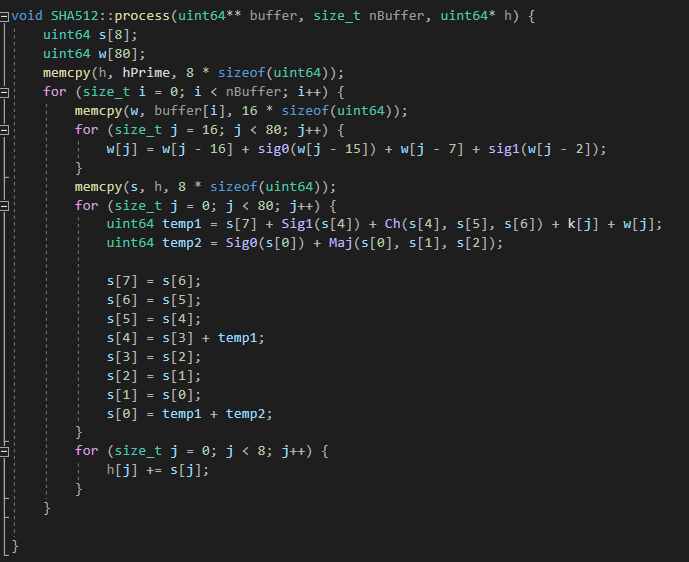 void SHA512::process(uint64** buffer, size_t nBuffer, uint64* h) {
    uint64 s[8];
    uint64 w[80];
    memcpy(h, hPrime, 8 * sizeof(uint64));
    for (size_t i = 0; i < nBuffer; i++) {
        memcpy(w, buffer[i], 16 * sizeof(uint64));
        for (size_t j = 16; j < 80; j++) {
            w[j] = w[j - 16] + sig0(w[j - 15]) + w[j - 7] + sig1(w[j - 2]);
        }
        memcpy(s, h, 8 * sizeof(uint64));
        for (size_t j = 0; j < 80; j++) {
            uint64 temp1 = s[7] + Sig1(s[4]) + Ch(s[4], s[5], s[6]) + k[j] + w[j];
            uint64 temp2 = Sig0(s[0]) + Maj(s[0], s[1], s[2]);

            s[7] = s[6];
            s[6] = s[5];
            s[5] = s[4];
            s[4] = s[3] + temp1;
            s[3] = s[2];
            s[2] = s[1];
            s[1] = s[0];
            s[0] = temp1 + temp2;
        }
        for (size_t j = 0; j < 8; j++) {
            h[j] += s[j];
        }
    }

}